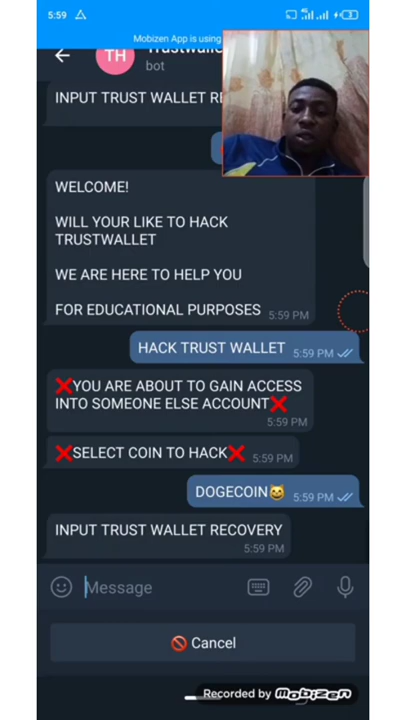 5:59
Mobizen App is using
TH
bot
INPUT TRUST WALLET
WELCOME!
WILL YOUR LIKE TO HACK
TRUSTWALLET
WE ARE HERE TO HELP YOU
FOR EDUCATIONAL PURPOSES
5:59 PM
HACK TRUST WALLET
5:59 PM
❌YOU ARE ABOUT TO GAIN ACCESS
INTO SOMEONE ELSE ACCOUNT❌
5:59 PM
❌SELECT COIN TO HACK❌
5:59 PM
DOGECOIN😺
5:59 PM
INPUT TRUST WALLET RECOVERY
5:59 PM
Message
🚫 Cancel
Recorded by mobizen